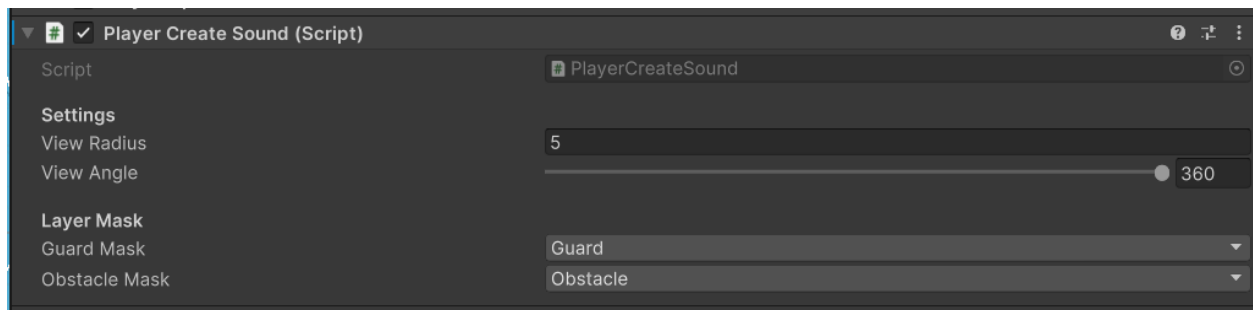 Player Create Sound (Script)
Script PlayerCreateSound
Settings
View Radius 5
View Angle 360
Layer Mask
Guard Mask Guard
Obstacle Mask Obstacle